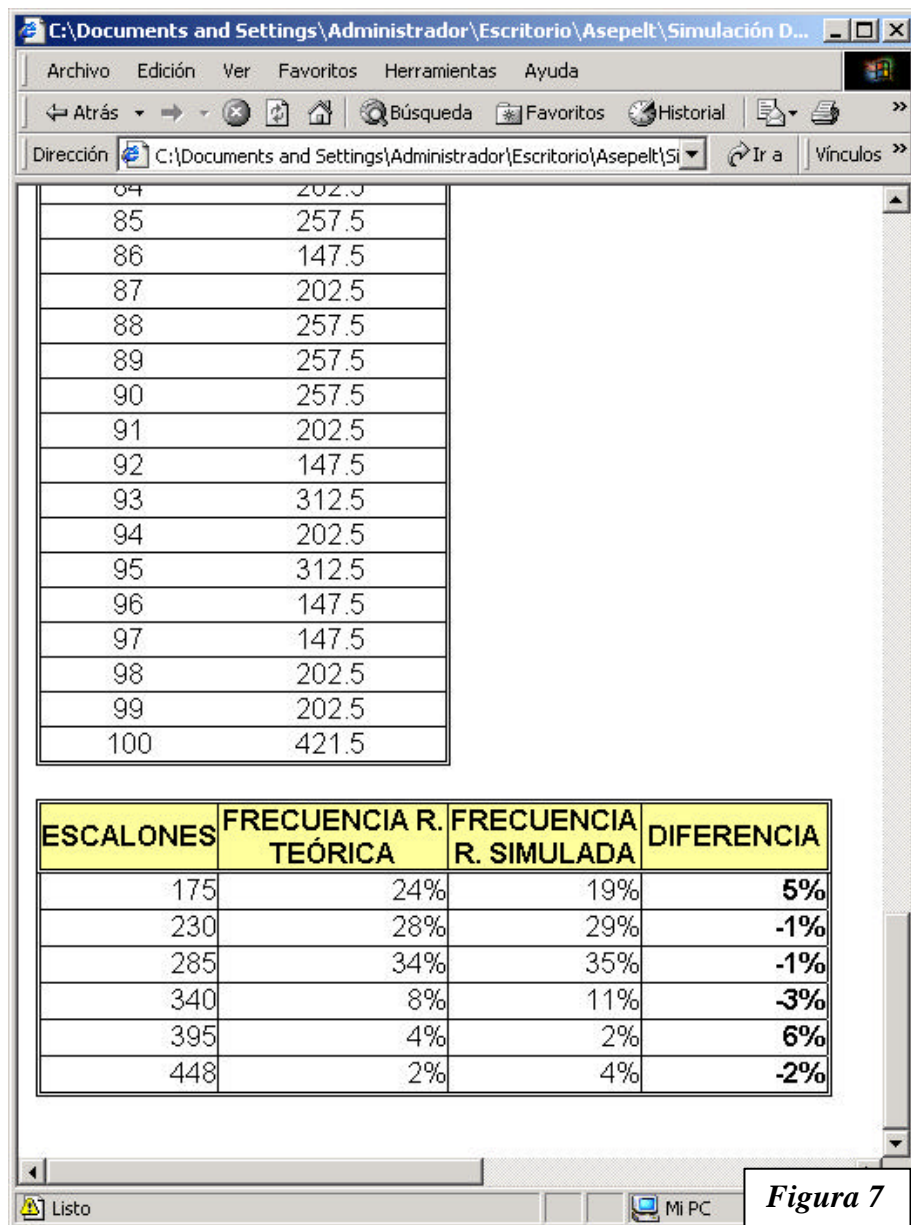 C:\Documents and Settings\Administrador\Escritorio\Asepelt\Simulación D...
Archivo Edición Ver Favoritos Herramientas Ayuda
Atrás Búsqueda Favoritos Historial »
Dirección C:\Documents and Settings\Administrador\Escritorio\Asepelt\Si Ir a Vínculos »
84 202.5
85 257.5
86 147.5
87 202.5
88 257.5
89 257.5
90 257.5
91 202.5
92 147.5
93 312.5
94 202.5
95 312.5
96 147.5
97 147.5
98 202.5
99 202.5
100 421.5
ESCALONES FRECUENCIA R. TEÓRICA FRECUENCIA R. SIMULADA DIFERENCIA
175 24% 19% 5%
230 28% 29% -1%
285 34% 35% -1%
340 8% 11% -3%
395 4% 2% 6%
448 2% 4% -2%
Listo Mi PC
Figura 7